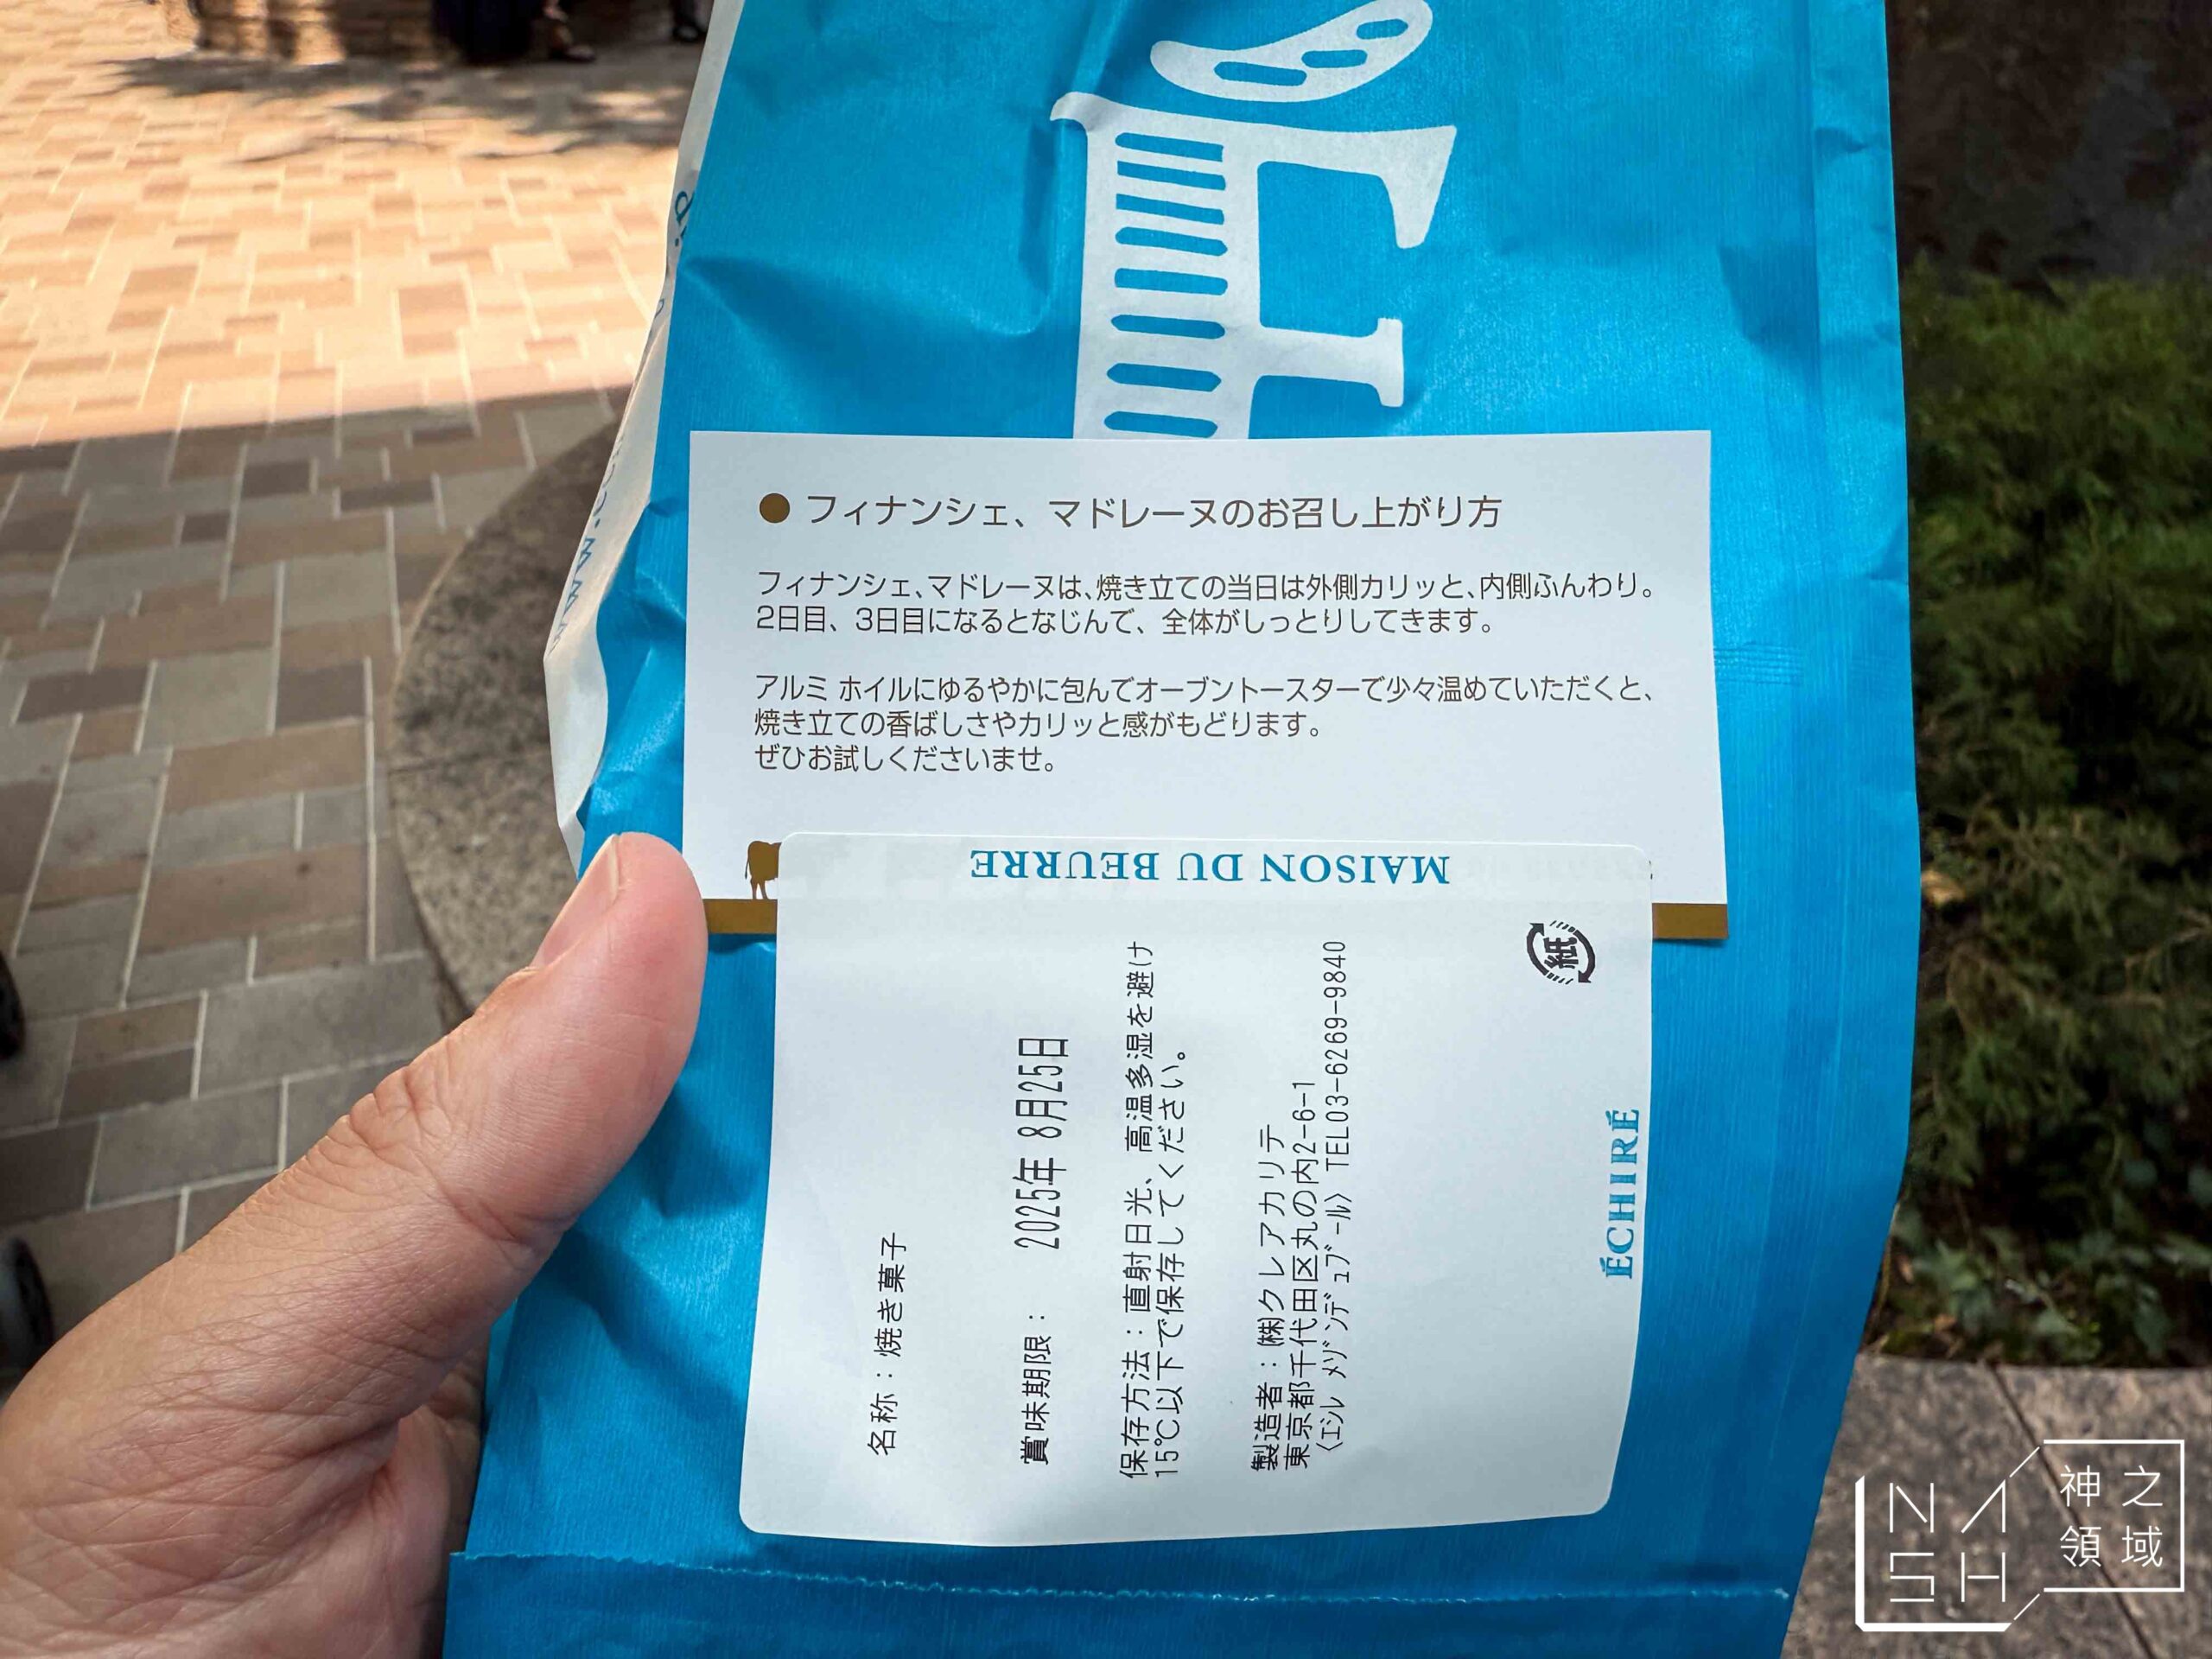 ● フィナンシェ、マドレーヌのお召し上がり方
フィナンシェ、マドレーヌは、焼き立ての当日は外側カリッと、内側ふんわり。
2日目、3日目になるとなじんで、全体がしっとりしてきます。
アルミ ホイルにゆるやかに包んでオーブントースターで少々温めていただくと、
焼き立ての香ばしさやカリッと感がもどります。
ぜひお試しくださいませ。
MAISON DU BEURRE
名称：焼き菓子
賞味期限： 2025年 8月25日
保存方法：直射日光、高温多湿を避け
15℃以下で保存してください。
製造者：㈱クレアカリテ
東京都千代田区丸の内2-6-1
〈ｴｼﾚ ﾒｿﾞﾝﾃﾞｭﾌﾞｰﾙ〉TEL03-6269-9840
紙
ÉCHIRÉ
NASH
神之
領域